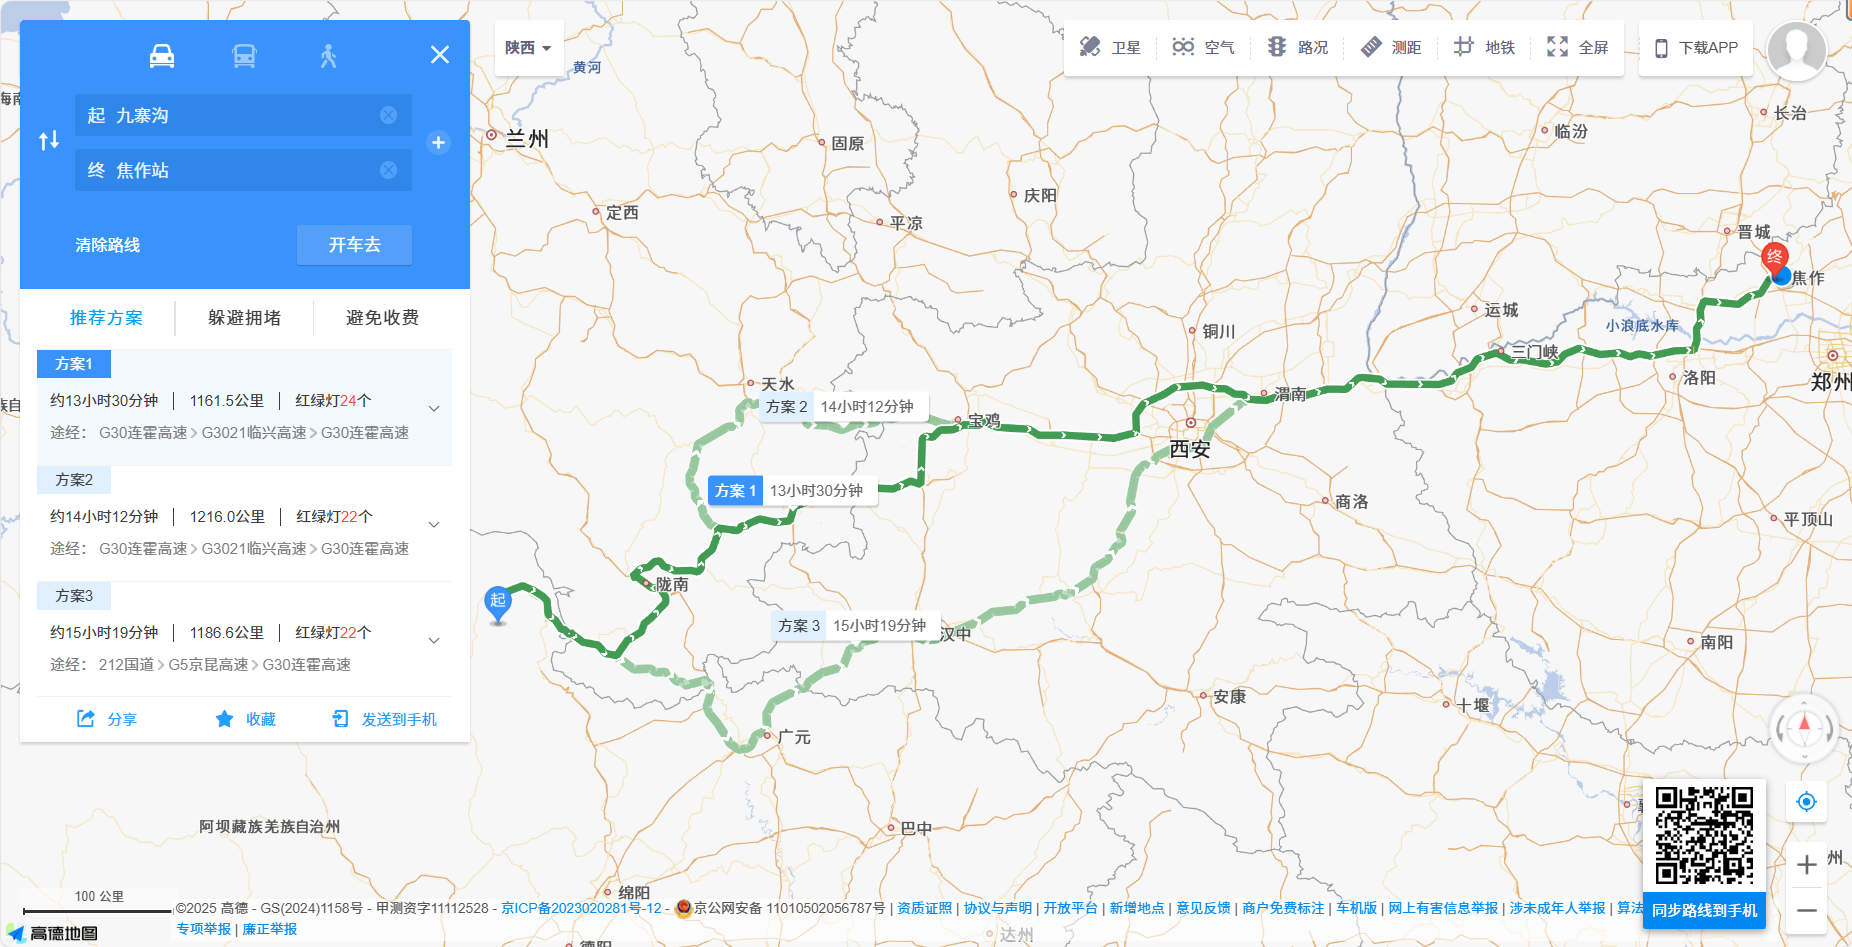 起 九寨沟
终 焦作站
清除路线
开车去
推荐方案
躲避拥堵
避免收费
方案1
约13小时30分钟 | 1161.5公里 | 红绿灯24个
途经： G30连霍高速 > G3021临兴高速 > G30连霍高速
方案2
约14小时12分钟 | 1216.0公里 | 红绿灯22个
途经： G30连霍高速 > G3021临兴高速 > G30连霍高速
方案3
约15小时19分钟 | 1186.6公里 | 红绿灯22个
途经： 212国道 > G5京昆高速 > G30连霍高速
分享
收藏
发送到手机
陕西
卫星
空气
路况
测距
地铁
全屏
下载APP
黄河
海南
兰州
固原
庆阳
临汾
长治
定西
平凉
晋城
终
焦作
铜川
运城
小浪底水库
三门峡
洛阳
郑州
天水
方案 2 14小时12分钟
渭南
宝鸡
西安
族自
方案 1 13小时30分钟
商洛
平顶山
陇南
起
方案 3 15小时19分钟
汉中
南阳
安康
十堰
广元
阿坝藏族羌族自治州
巴中
州
绵阳
德阳
达州
100 公里
高德地图
同步路线到手机
©2025 高德 - GS(2024)1158号 - 甲测资字11112528 - 京ICP备2023020281号-12 - 京公网安备 11010502056787号 | 资质证照 | 协议与声明 | 开放平台 | 新增地点 | 意见反馈 | 商户免费标注 | 车机版 | 网上有害信息举报 | 涉未成年人举报 | 算法
专项举报 | 廉正举报